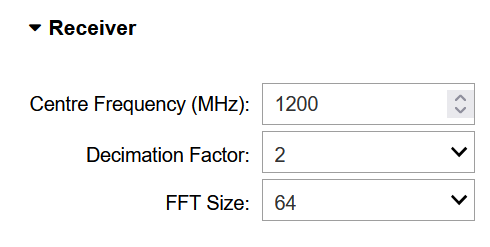 Receiver
Centre Frequency (MHz): 1200
Decimation Factor: 2
FFT Size: 64